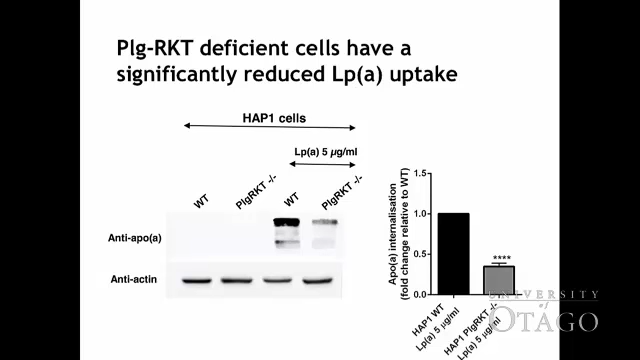 Plg-RKT deficient cells have a
significantly reduced Lp(a) uptake
HAP1 cells
Lp(a) 5 µg/ml
WT
PlgRKT -/-
WT
PlgRKT -/-
Anti-apo(a)
Anti-actin
Apo(a) internalisation
(fold change relative to WT)
1.5
1.0
0.5
0.0
****
HAP1 WT
Lp(a) 5 µg/ml
HAP1 PlgRKT -/-
Lp(a) 5 µg/ml
UNIVERSITY
of
OTAGO